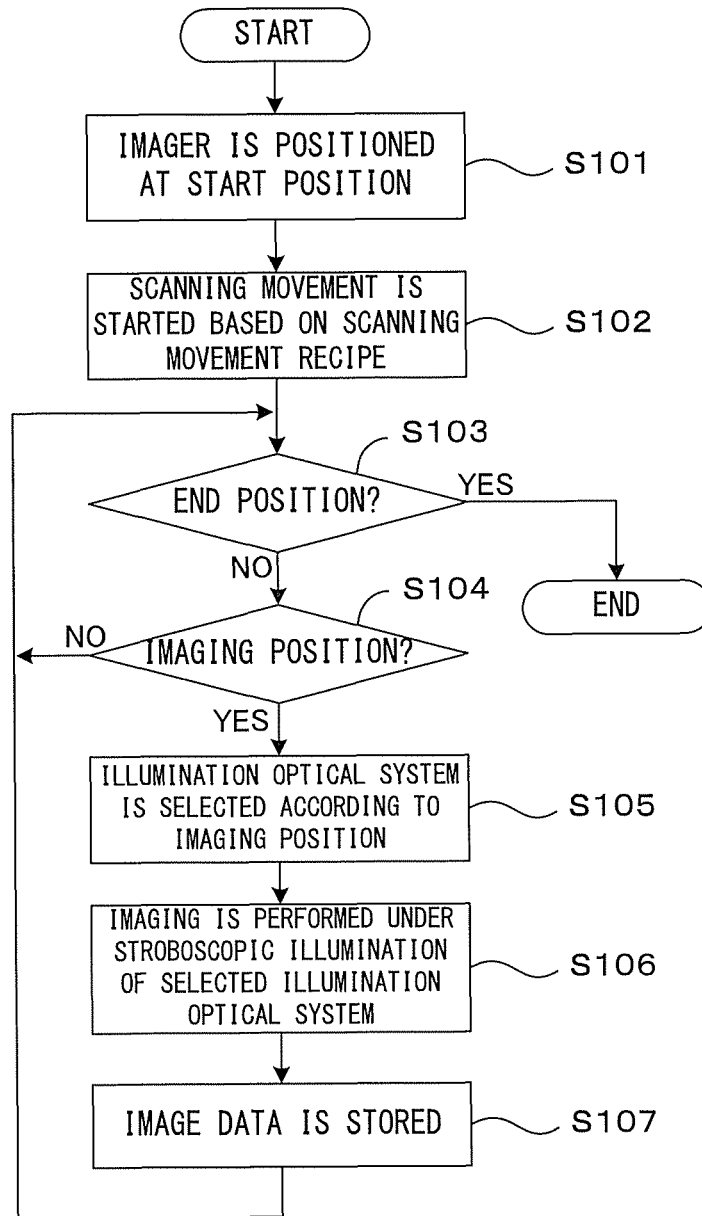 START
IMAGER IS POSITIONED
AT START POSITION
S101
SCANNING MOVEMENT IS
STARTED BASED ON SCANNING
MOVEMENT RECIPE
S102
S103
END POSITION?
YES
NO
END
S104
NO
IMAGING POSITION?
YES
ILLUMINATION OPTICAL SYSTEM
IS SELECTED ACCORDING TO
IMAGING POSITION
S105
IMAGING IS PERFORMED UNDER
STROBOSCOPIC ILLUMINATION
OF SELECTED ILLUMINATION
OPTICAL SYSTEM
S106
IMAGE DATA IS STORED
S107